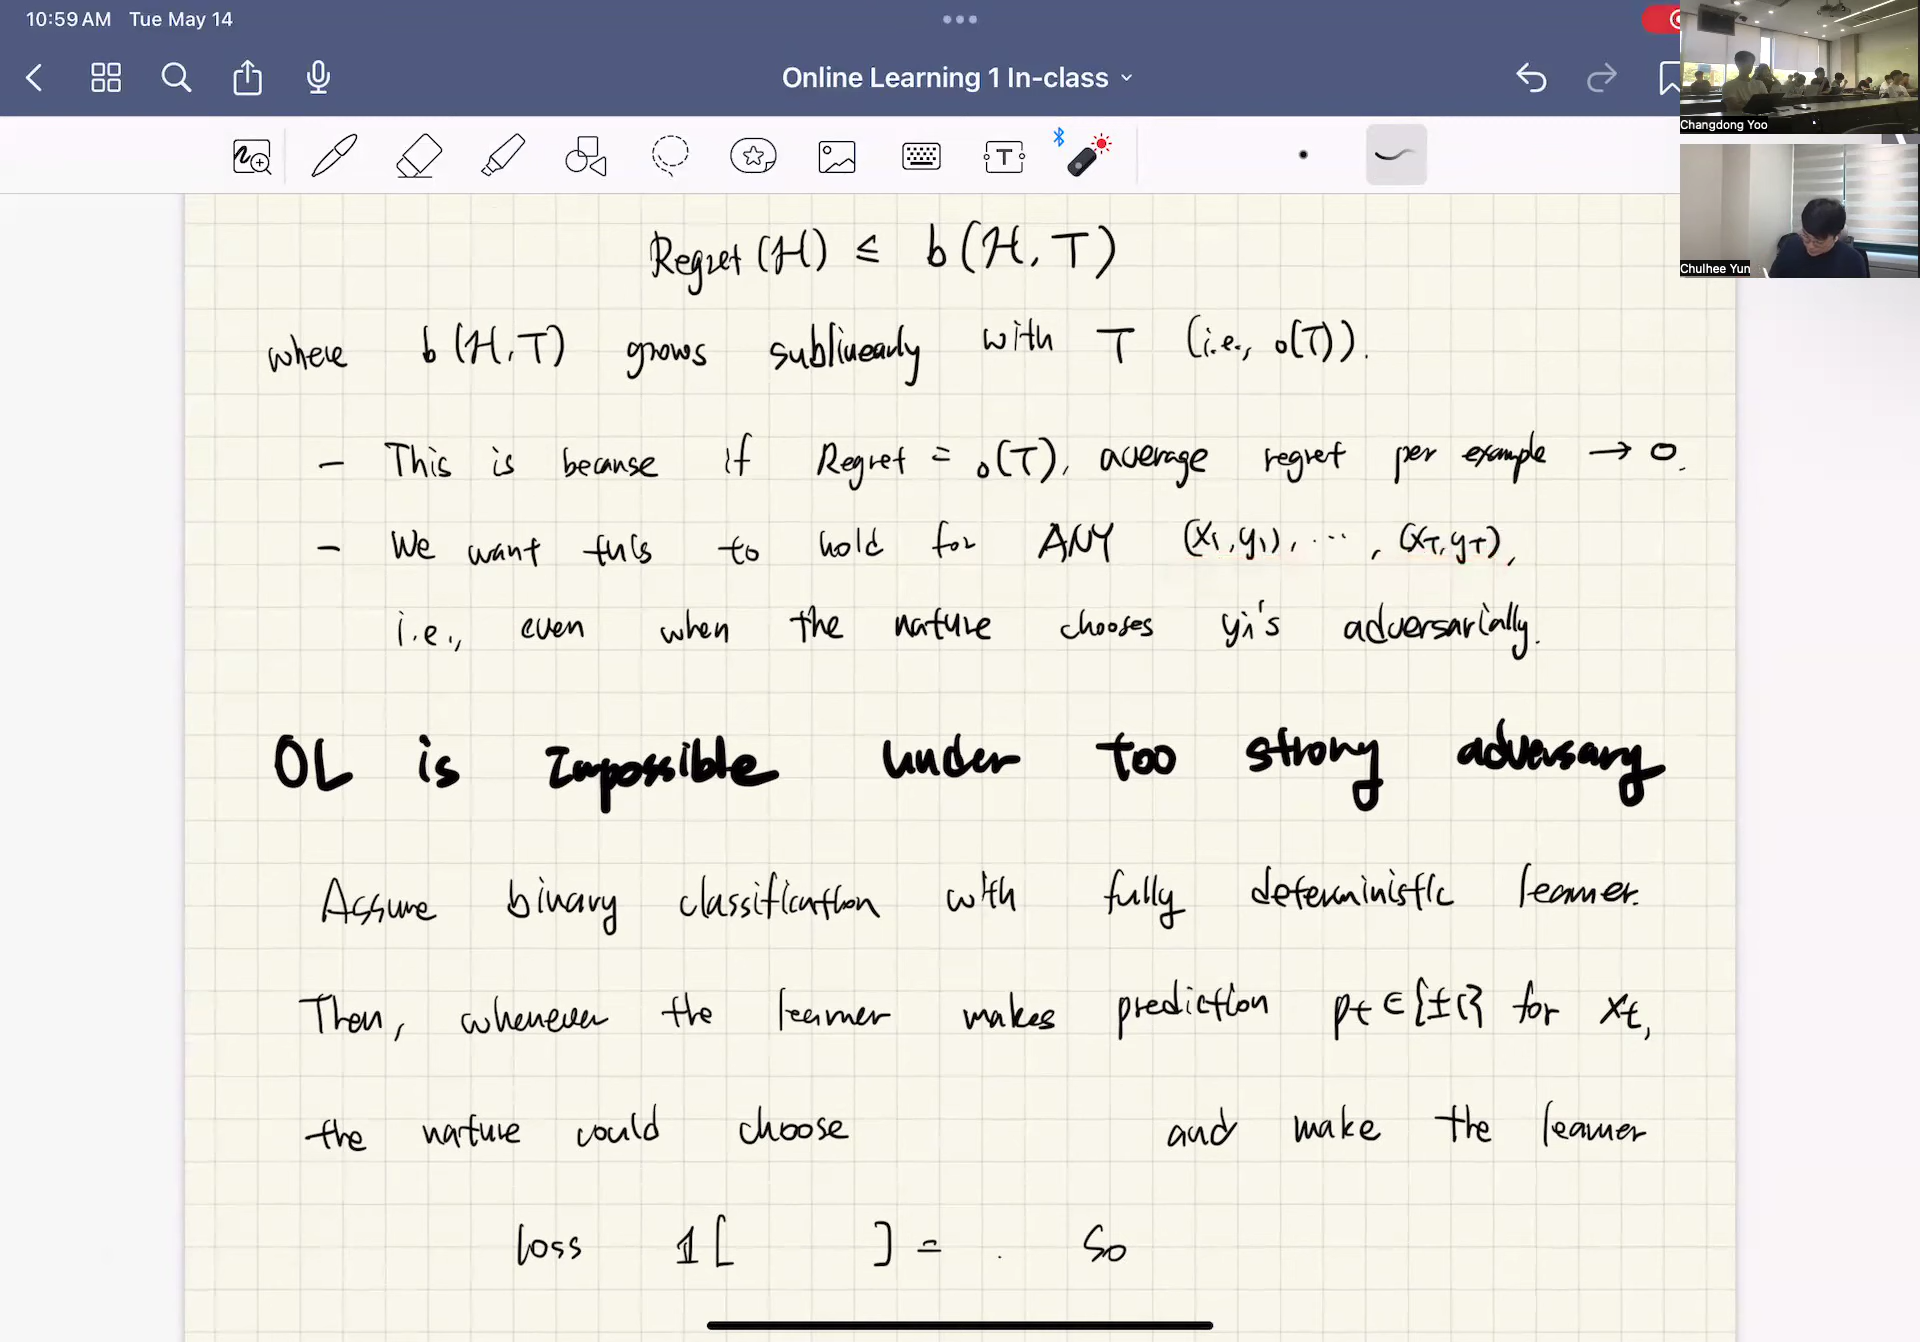 10:59 AM Tue May 14
Online Learning 1 In-class
Changdong Yoo
Chulhee Yun
Regret (H) ≤ b (H, T)
where b (H, T) grows sublinearly with T (i.e., o(T)).
– This is because if Regret = o(T), average regret per example → 0.
– We want this to hold for ANY (x₁, y₁), ⋯, (x_T, y_T),
i.e., even when the nature chooses yᵢ's adversarially.
OL is Impossible under too strong adversary
Assume binary classification with fully deterministic learner.
Then, whenever the learner makes prediction pₜ ∈ {±1} for xₜ,
the nature could choose and make the learner
loss 1[ ] = . So